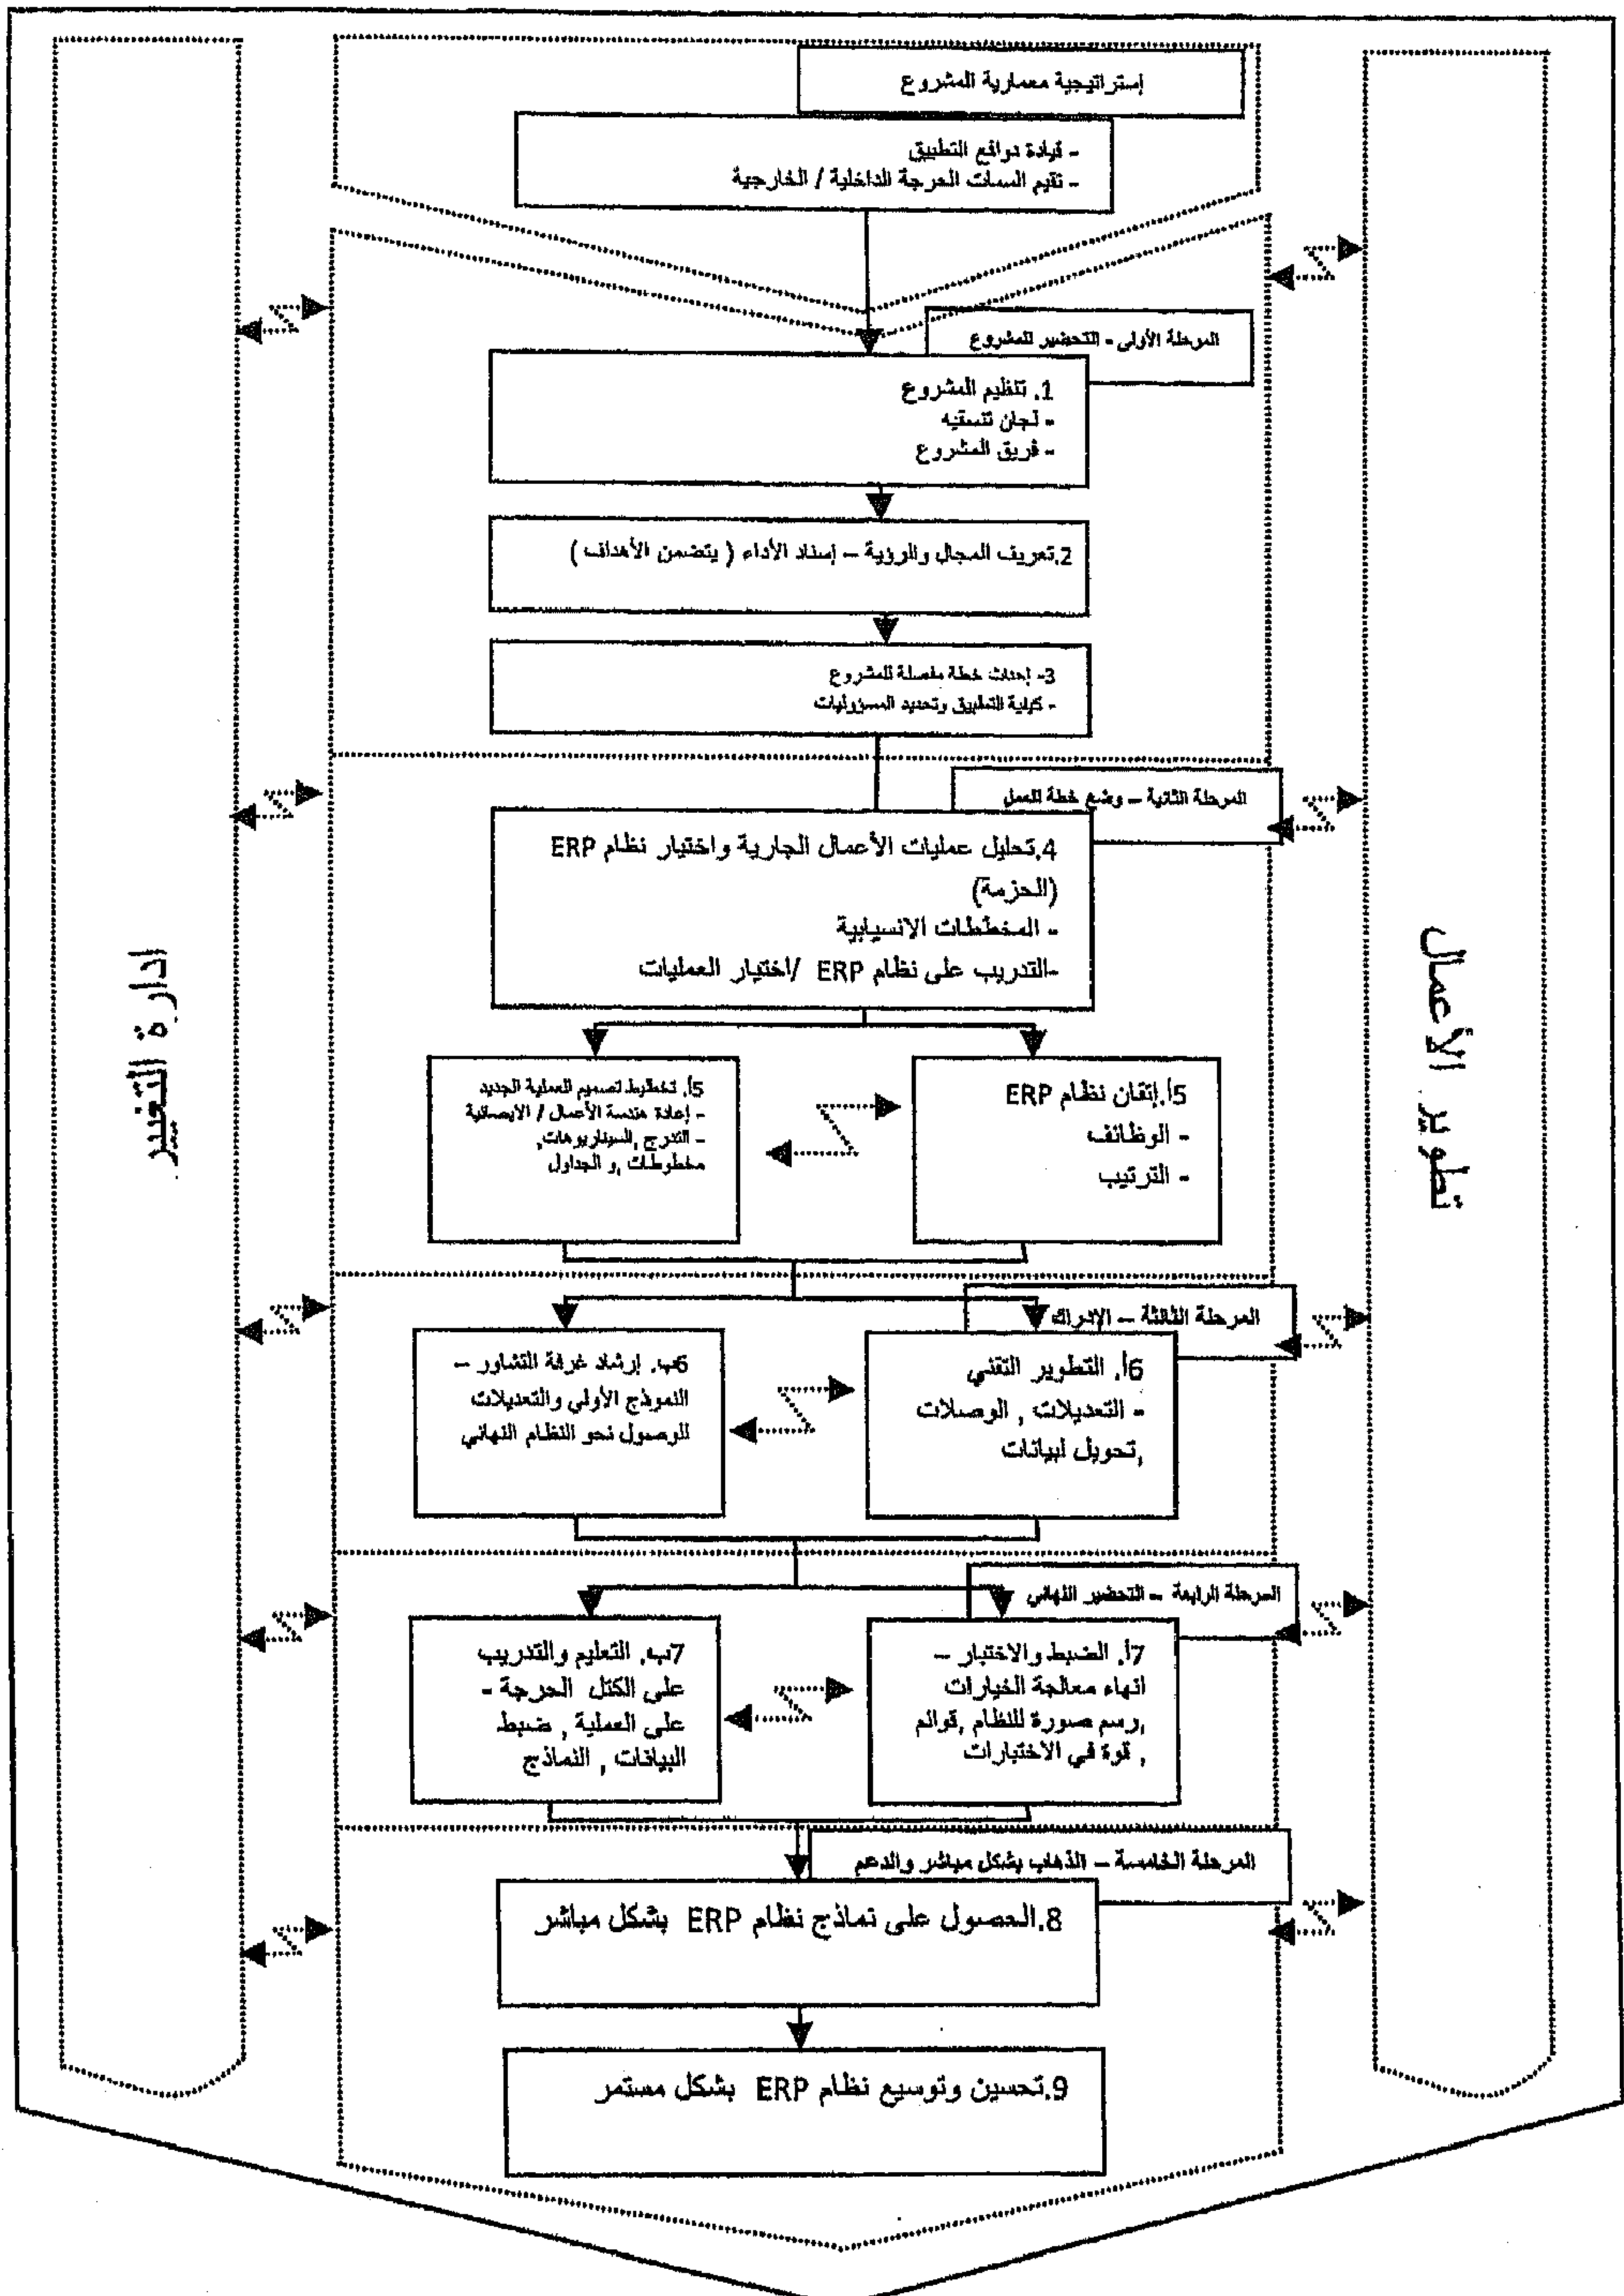 إستراتيجية معمارية المشروع
- قيادة دوافع التطبيق
- تقيم السمات الحرجة الداخلية / الخارجية
المرحلة الأولى - التحضير للمشروع
1. تنظيم المشروع
- لجان تنسقيه
- فريق المشروع
2.تعريف المجال والرؤية – إسناد الأداء ( يتضمن الأهداف )
3- إحداث خطة مفصلة للمشروع
- كيفية التطبيق وتحديد المسؤوليات
المرحلة الثانية – وضع خطة للعمل
4.تحليل عمليات الأعمال الجارية واختيار نظام ERP
(الحزمة)
- المخططات الانسيابية
-التدريب على نظام ERP /اختبار العمليات
تطوير الأعمال
ادارة التغيير
5أ.إتقان نظام ERP
- الوظائف
- الترتيب
5أ. تخطيط تصميم العملية الجديد
- إعادة هندسة الأعمال / الايصائية
- التدرج ,السيناريوهات,
مخطوطات ,و الجداول
المرحلة الثالثة – الإدراك
6أ. التطوير التقني
- التعديلات , الوصلات
,تحويل لبيانات
6ب. إرشاد غرفة التشاور –
النموذج الأولي والتعديلات
للوصول نحو النظام النهائي
المرحلة الرابعة – التحضير النهائي
7أ. الضبط والاختبار –
انهاء معالجة الخيارات
,رسم صورة للنظام ,قوائم
, قوة في الاختبارات
7ب. التعليم والتدريب
على الكتل الحرجة -
على العملية , ضبط
البيانات , النماذج
المرحلة الخامسة – الذهاب بشكل مباشر والدعم
8.الحصول على نماذج نظام ERP بشكل مباشر
9.تحسين وتوسيع نظام ERP بشكل مستمر